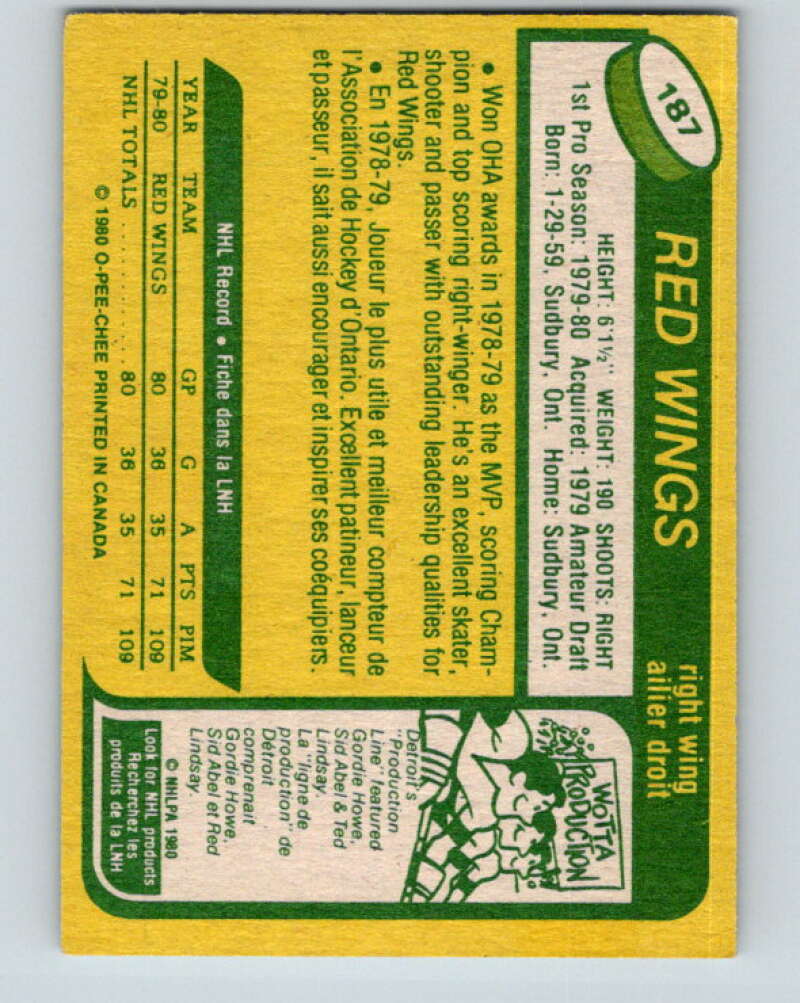 187
RED WINGS
right wing
ailier droit
HEIGHT: 6'1½" WEIGHT: 190 SHOOTS: RIGHT
1st Pro Season: 1979-80 Acquired: 1979 Amateur Draft
Born: 1-29-59, Sudbury, Ont. Home: Sudbury, Ont.
• Won OHA awards in 1978-79 as the MVP, scoring Cham-
pion and top scoring right-winger. He's an excellent skater,
shooter and passer with outstanding leadership qualities for
Red Wings.
• En 1978-79, Joueur le plus utile et meilleur compteur de
l'Association de Hockey d'Ontario. Excellent patineur, lanceur
et passeur, il sait aussi encourager et inspirer ses coéquipiers.
NHL Record • Fiche dans la LNH
YEAR TEAM GP G A PTS PIM
79-80 RED WINGS 80 36 35 71 109
NHL TOTALS .......... 80 36 35 71 109
© 1980 O-PEE-CHEE PRINTED IN CANADA
WOTTA
PRODUCTION
Detroit's
"Production
Line" featured
Gordie Howe,
Sid Abel & Ted
Lindsay.
La "ligne de
production" de
Détroit
comprenait
Gordie Howe,
Sid Abel et Red
Lindsay.
© NHLPA 1980
Look for NHL products
Recherchez les
produits de la LNH